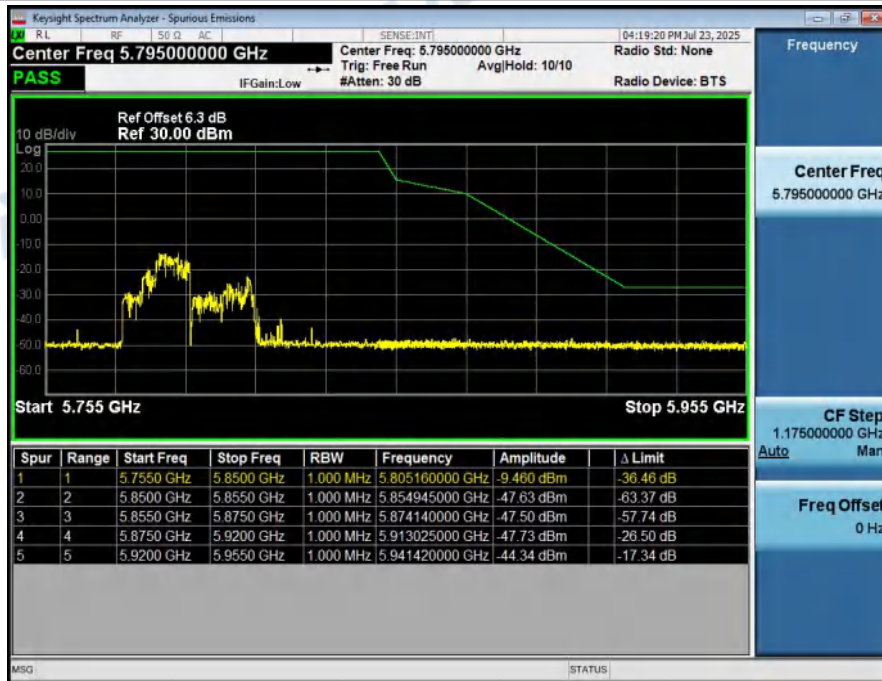 Keysight Spectrum Analyzer - Spurious Emissions
RL RF 50 Ω AC SENSE:INT 04:19:20 PM Jul 23, 2025
Center Freq 5.795000000 GHz
Center Freq: 5.795000000 GHz
Radio Std: None
Trig: Free Run Avg|Hold: 10/10
PASS
IFGain:Low
#Atten: 30 dB
Radio Device: BTS
Ref Offset 6.3 dB
10 dB/div Ref 30.00 dBm
Log
20.0
10.0
0.00
-10.0
-20.0
-30.0
-40.0
-50.0
-60.0
Start 5.755 GHz Stop 5.955 GHz
Spur Range Start Freq Stop Freq RBW Frequency Amplitude Δ Limit
1 1 5.7550 GHz 5.8500 GHz 1.000 MHz 5.805160000 GHz -9.460 dBm -36.46 dB
2 2 5.8500 GHz 5.8550 GHz 1.000 MHz 5.854945000 GHz -47.63 dBm -63.37 dB
3 3 5.8550 GHz 5.8750 GHz 1.000 MHz 5.874140000 GHz -47.50 dBm -57.74 dB
4 4 5.8750 GHz 5.9200 GHz 1.000 MHz 5.913025000 GHz -47.73 dBm -26.50 dB
5 5 5.9200 GHz 5.9550 GHz 1.000 MHz 5.941420000 GHz -44.34 dBm -17.34 dB
MSG STATUS
Frequency
Center Freq
5.795000000 GHz
CF Step
1.175000000 GHz
Auto Man
Freq Offset
0 Hz